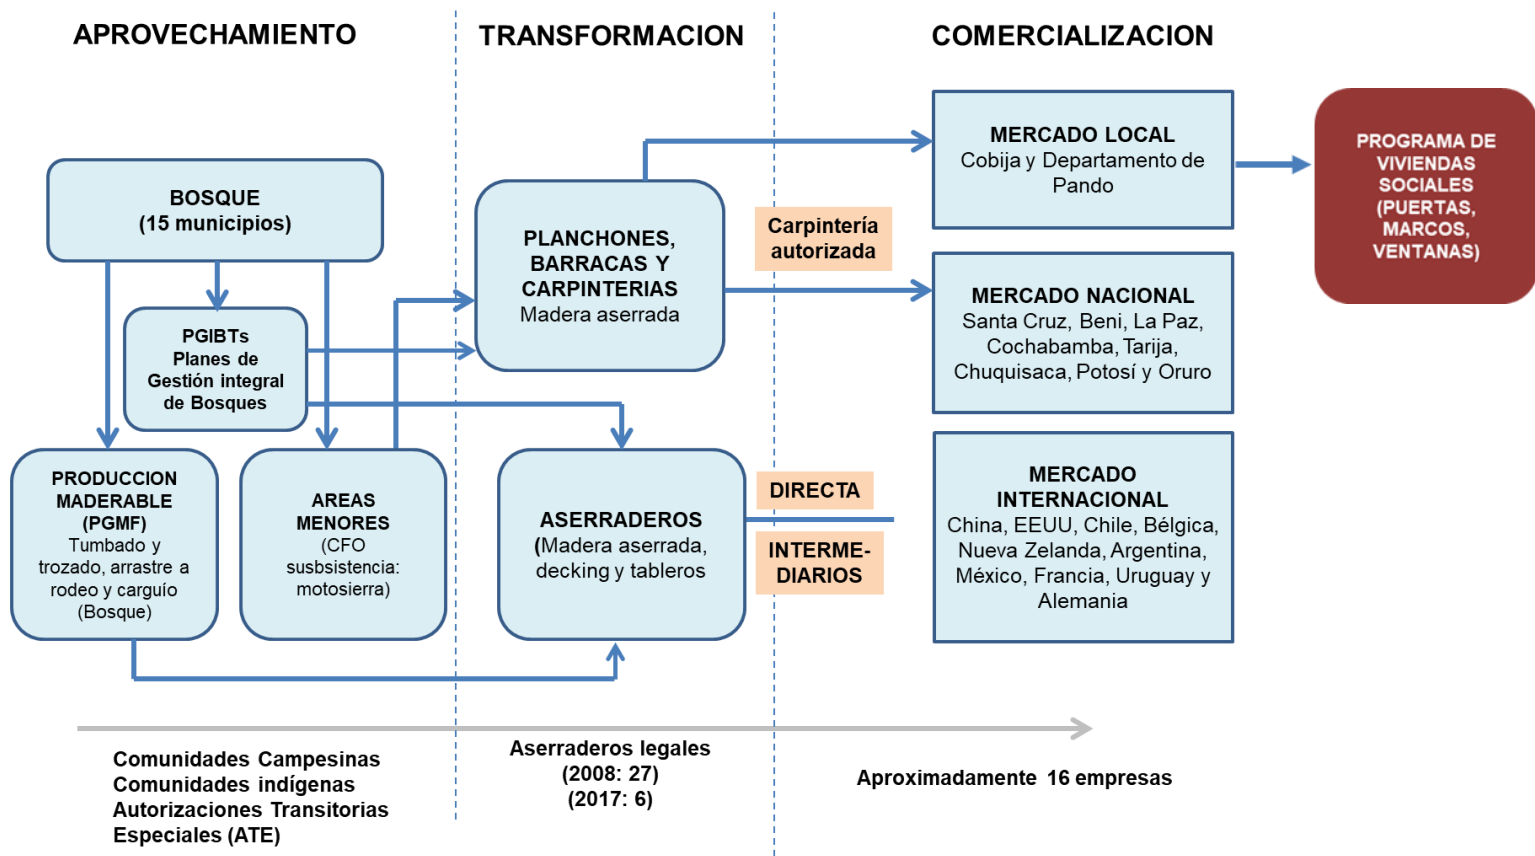 APROVECHAMIENTO
TRANSFORMACION
COMERCIALIZACION
BOSQUE
(15 municipios)
PGIBTs
Planes de
Gestión integral
de Bosques
PRODUCCION
MADERABLE
(PGMF)
Tumbado y
trozado, arrastre a
rodeo y carguío
(Bosque)
AREAS
MENORES
(CFO
susbsistencia:
motosierra)
PLANCHONES,
BARRACAS Y
CARPINTERIAS
Madera aserrada
ASERRADEROS
(Madera aserrada,
decking y tableros
Carpintería
autorizada
DIRECTA
INTERME-
DIARIOS
MERCADO LOCAL
Cobija y Departamento de
Pando
MERCADO NACIONAL
Santa Cruz, Beni, La Paz,
Cochabamba, Tarija,
Chuquisaca, Potosí y Oruro
MERCADO
INTERNACIONAL
China, EEUU, Chile, Bélgica,
Nueva Zelanda, Argentina,
México, Francia, Uruguay y
Alemania
PROGRAMA DE
VIVIENDAS
SOCIALES
(PUERTAS,
MARCOS,
VENTANAS)
Comunidades Campesinas
Comunidades indígenas
Autorizaciones Transitorias
Especiales (ATE)
Aserraderos legales
(2008: 27)
(2017: 6)
Aproximadamente 16 empresas